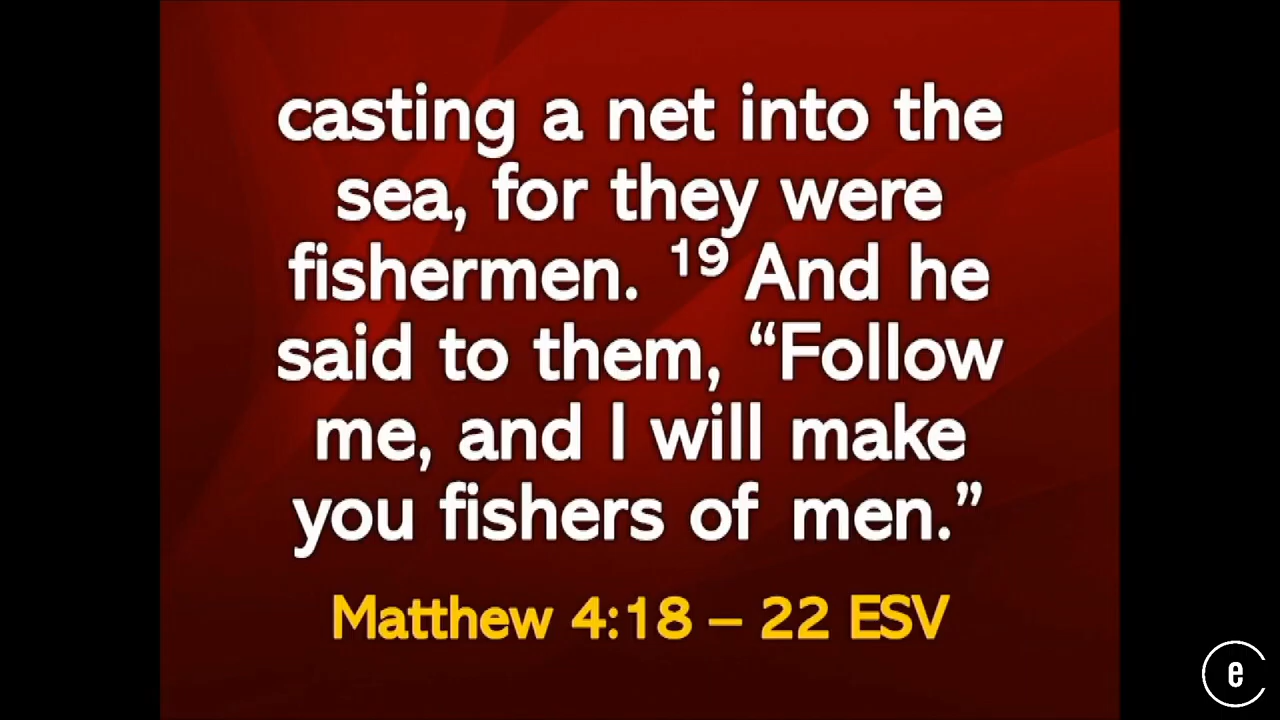 casting a net into the
sea, for they were
fishermen. ¹⁹ And he
said to them, “Follow
me, and I will make
you fishers of men.”
Matthew 4:18 – 22 ESV
e